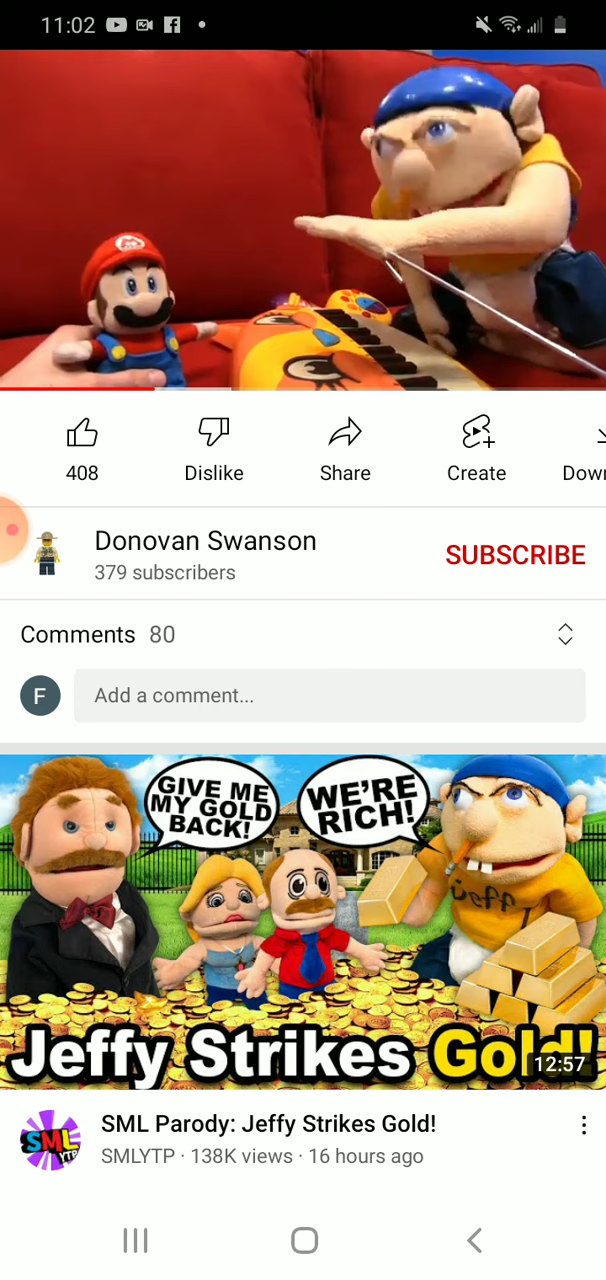 11:02
408
Dislike
Share
Create
Down
Donovan Swanson
379 subscribers
SUBSCRIBE
Comments 80
F
Add a comment...
GIVE ME
MY GOLD
BACK!
WE'RE
RICH!
Jeff
Jeffy Strikes Gold!
12:57
SML
YTP
SML Parody: Jeffy Strikes Gold!
SMLYTP · 138K views · 16 hours ago